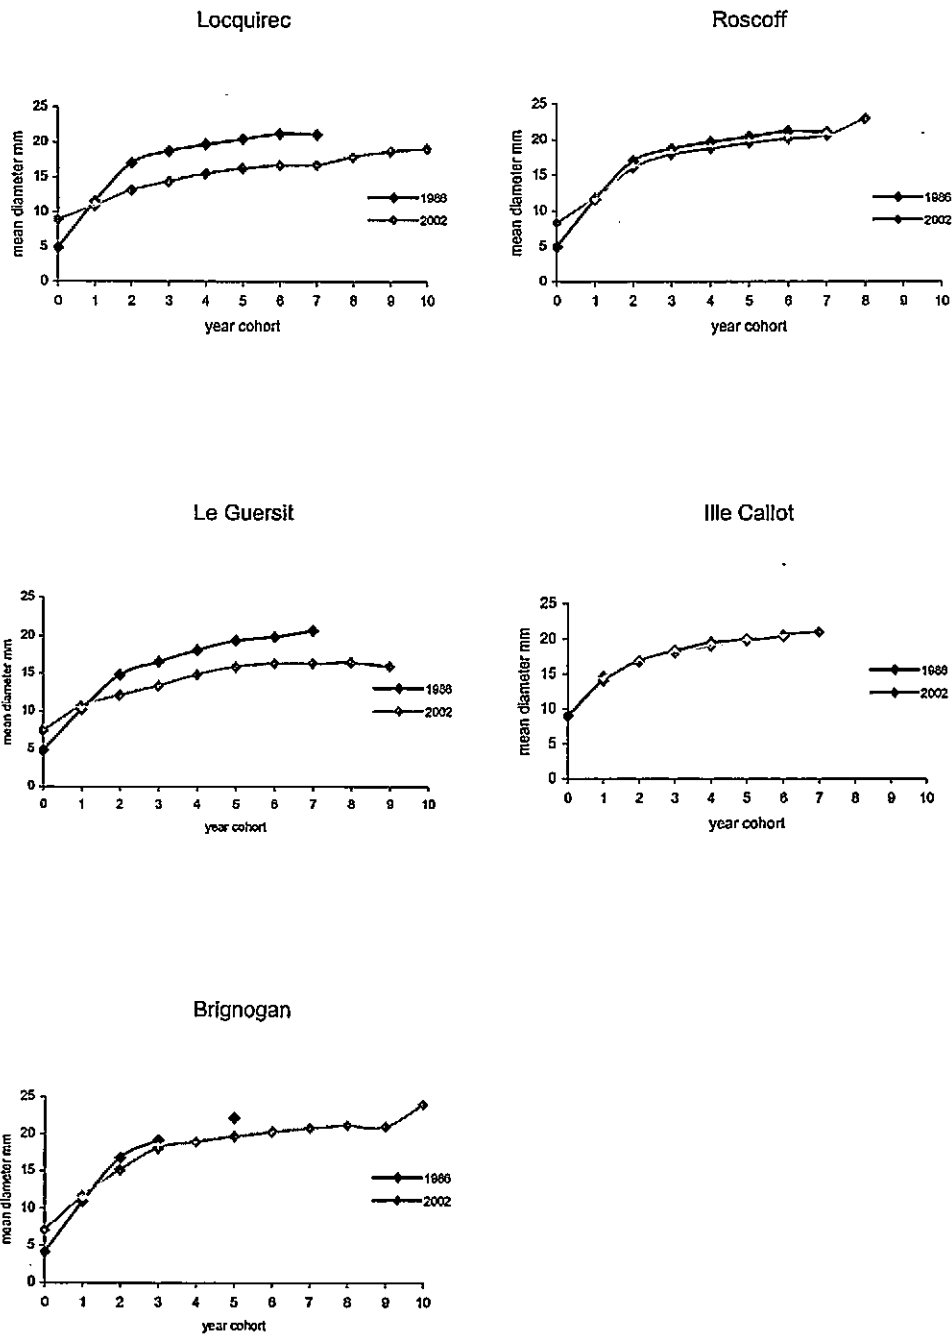 Locquirec
25
20
15
10
5
0
mean diameter mm
1986
2002
0 1 2 3 4 5 6 7 8 9 10
year cohort
Roscoff
25
20
15
10
5
0
mean diameter mm
1986
2002
0 1 2 3 4 5 6 7 8 9 10
year cohort
Le Guersit
25
20
15
10
5
0
mean diameter mm
1986
2002
0 1 2 3 4 5 6 7 8 9 10
year cohort
Ille Callot
25
20
15
10
5
0
mean diameter mm
1986
2002
0 1 2 3 4 5 6 7 8 9 10
year cohort
Brignogan
25
20
15
10
5
0
mean diameter mm
1986
2002
0 1 2 3 4 5 6 7 8 9 10
year cohort